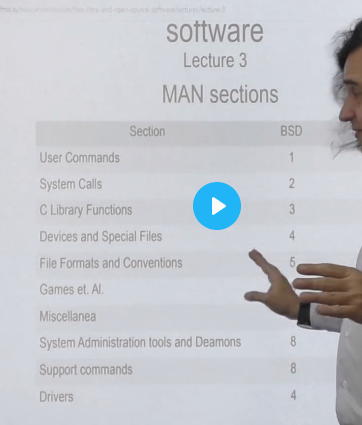 software
Lecture 3
MAN sections
Section BSD
User Commands 1
System Calls 2
C Library Functions 3
Devices and Special Files 4
File Formats and Conventions 5
Games et. Al.
Miscellanea
System Administration tools and Deamons 8
Support commands 8
Drivers 4